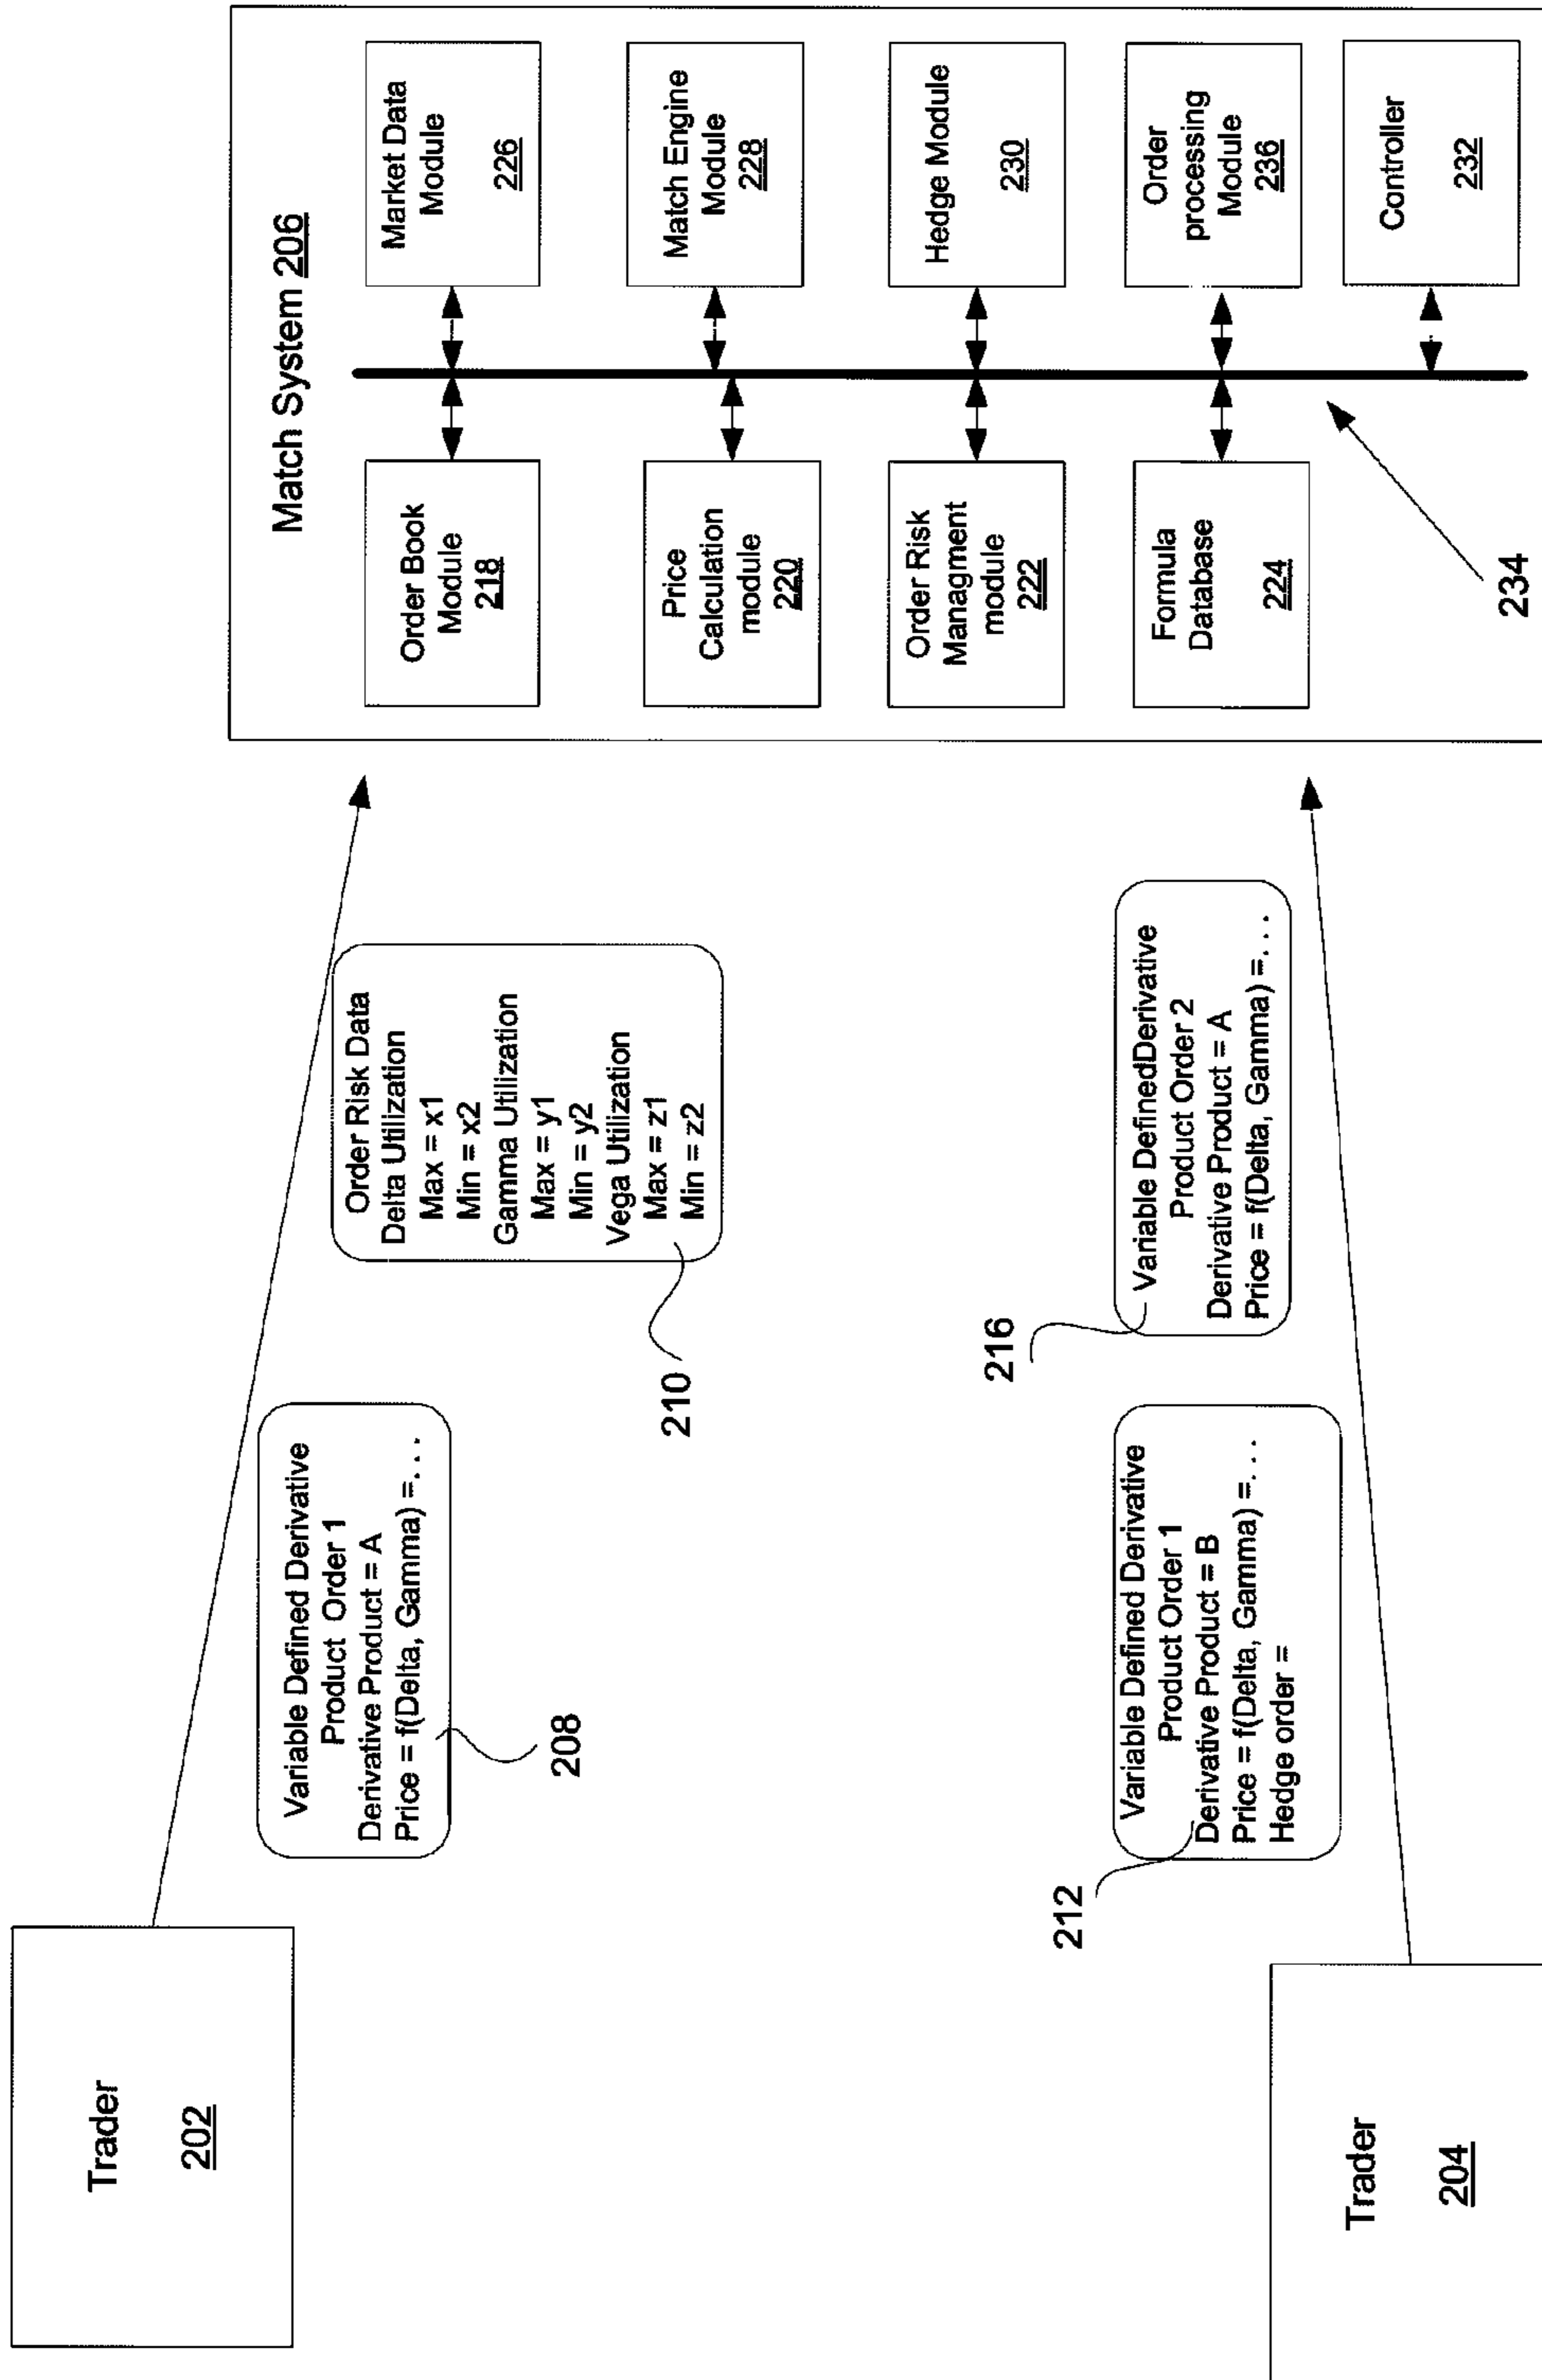 Trader
202
Variable Defined Derivative
Product Order 1
Derivative Product = A
Price = f(Delta, Gamma) =. . .
208
Order Risk Data
Delta Utilization
Max = x1
Min = x2
Gamma Utilization
Max = y1
Min = y2
Vega Utilization
Max = z1
Min = z2
210
Trader
204
Variable Defined Derivative
Product Order 1
Derivative Product = B
Price = f(Delta, Gamma) =. . .
Hedge order =
212
Variable DefinedDerivative
Product Order 2
Derivative Product = A
Price = f(Delta, Gamma) =. . .
216
Match System 206
Order Book
Module
218
Market Data
Module
226
Price
Calculation
module
220
Match Engine
Module
228
Order Risk
Managment
module
222
Hedge Module
230
Formula
Database
224
Order
processing
Module
236
Controller
232
234